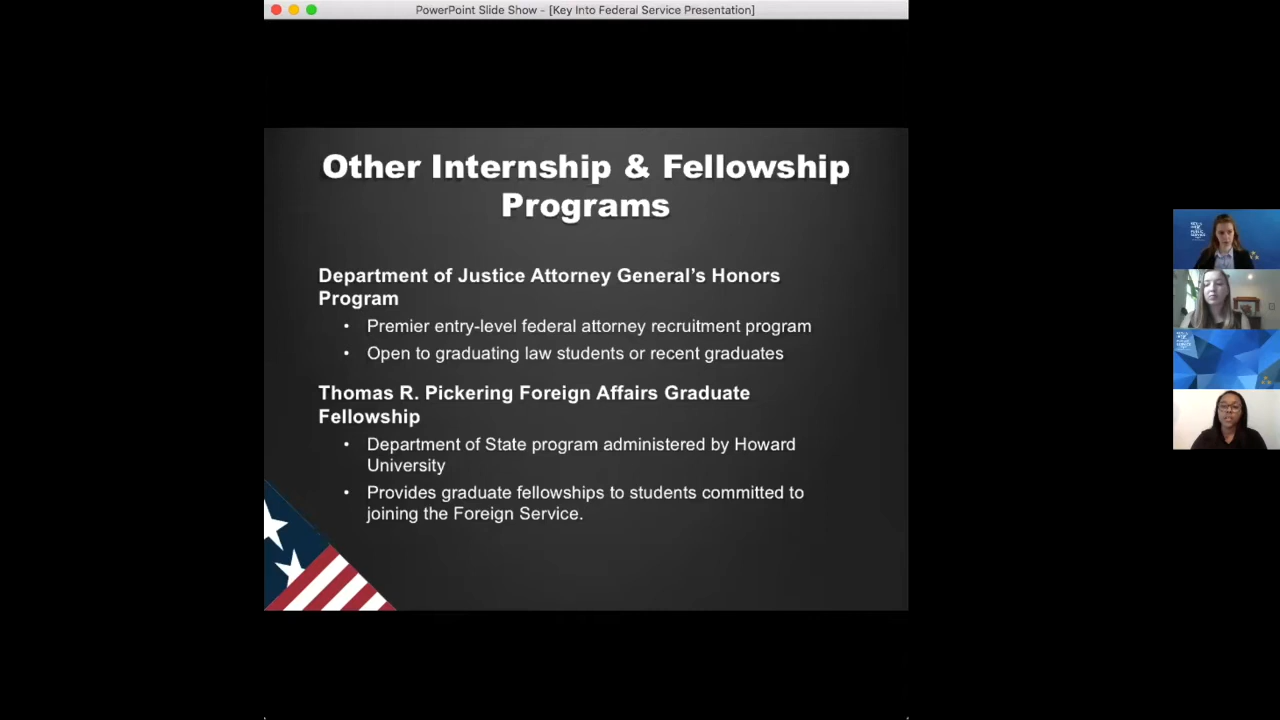 PowerPoint Slide Show - [Key Into Federal Service Presentation]
Other Internship & Fellowship
Programs
Department of Justice Attorney General's Honors
Program
• Premier entry-level federal attorney recruitment program
• Open to graduating law students or recent graduates
Thomas R. Pickering Foreign Affairs Graduate
Fellowship
• Department of State program administered by Howard
University
• Provides graduate fellowships to students committed to
joining the Foreign Service.